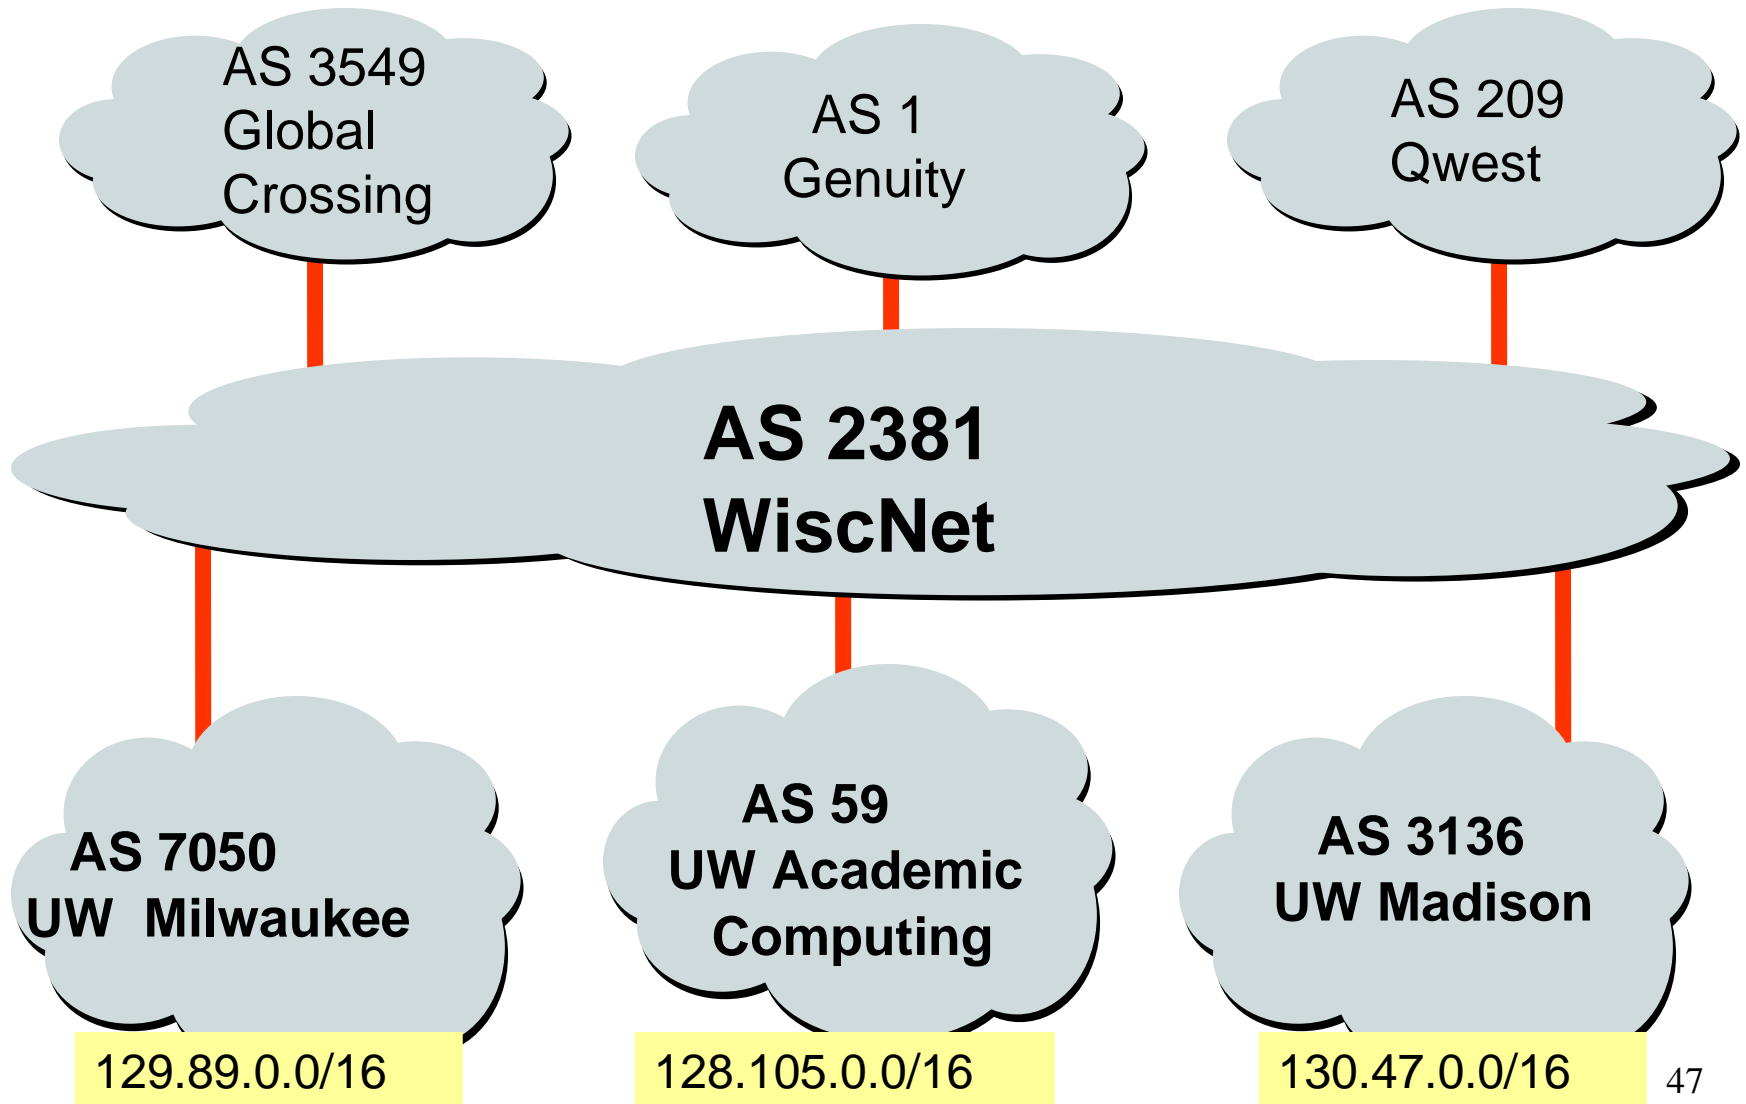 AS 3549
Global
Crossing
AS 1
Genuity
AS 209
Qwest
AS 2381
WiscNet
AS 7050
UW Milwaukee
AS 59
UW Academic
Computing
AS 3136
UW Madison
129.89.0.0/16
128.105.0.0/16
130.47.0.0/16
47